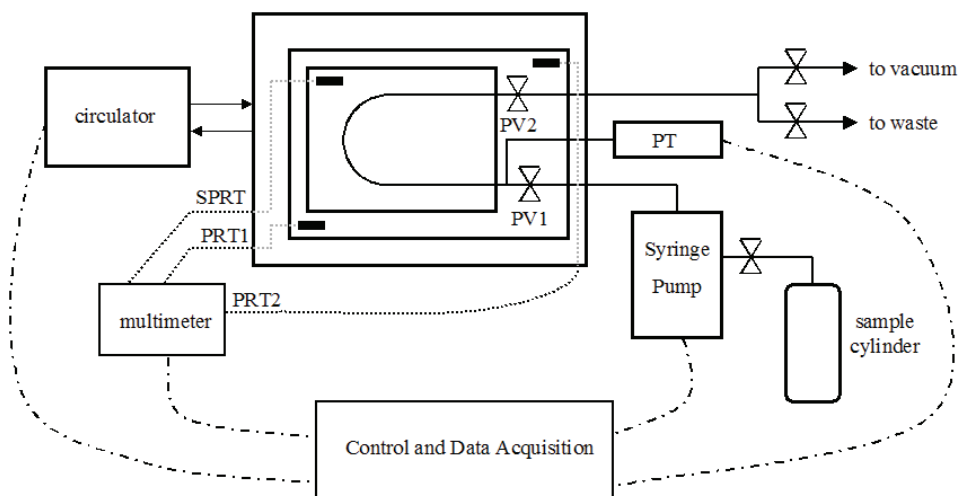 circulator
PV2
to vacuum
to waste
PT
SPRT
PRT1
PV1
Syringe
Pump
PRT2
multimeter
sample
cylinder
Control and Data Acquisition